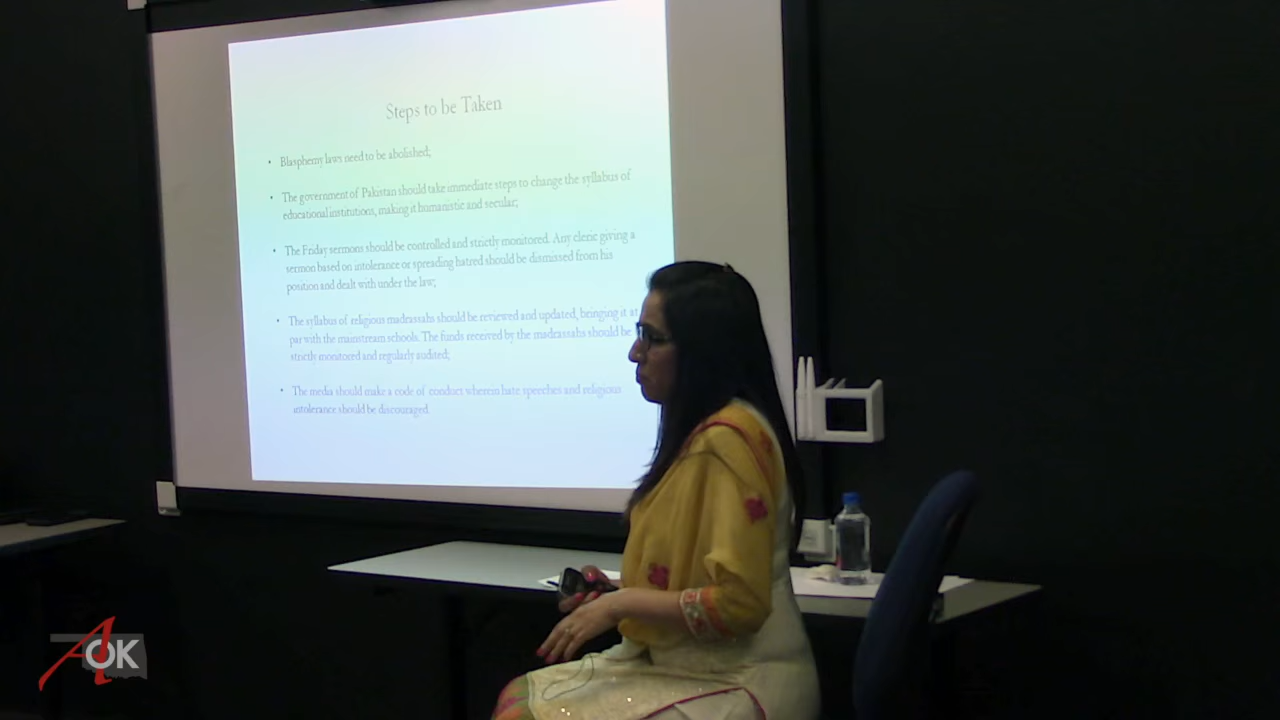 Steps to be Taken
• Blasphemy laws need to be abolished;
• The government of Pakistan should take immediate steps to change the syllabus of
educational institutions, making it humanistic and secular;
• The Friday sermons should be controlled and strictly monitored. Any cleric giving a
sermon based on intolerance or spreading hatred should be dismissed from his
position and dealt with under the law;
• The syllabus of religious madrassahs should be reviewed and updated, bringing it at
par with the mainstream schools. The funds received by the madrassahs should be
strictly monitored and regularly audited;
• The media should make a code of conduct wherein hate speeches and religious
intolerance should be discouraged.
A OK